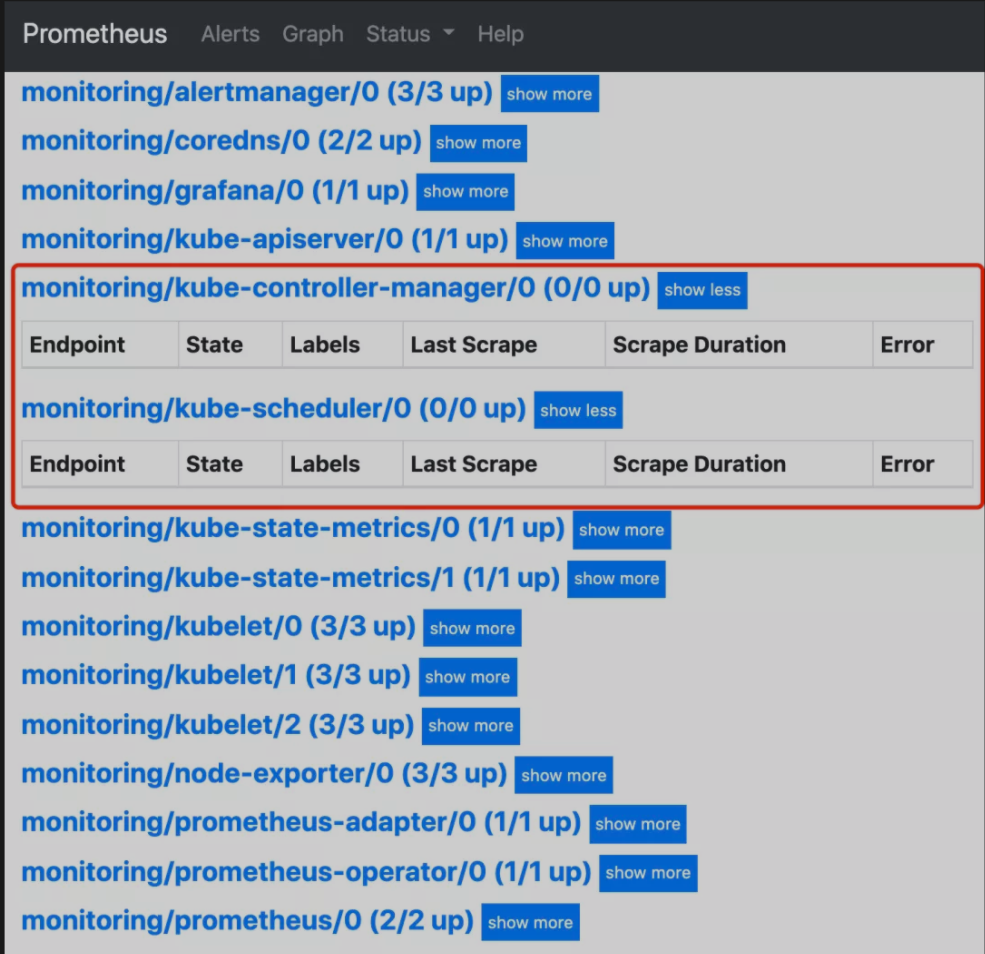 Prometheus Alerts Graph Status Help
monitoring/alertmanager/0 (3/3 up) show more
monitoring/coredns/0 (2/2 up) show more
monitoring/grafana/0 (1/1 up) show more
monitoring/kube-apiserver/0 (1/1 up) show more
monitoring/kube-controller-manager/0 (0/0 up) show less
Endpoint State Labels Last Scrape Scrape Duration Error
monitoring/kube-scheduler/0 (0/0 up) show less
Endpoint State Labels Last Scrape Scrape Duration Error
monitoring/kube-state-metrics/0 (1/1 up) show more
monitoring/kube-state-metrics/1 (1/1 up) show more
monitoring/kubelet/0 (3/3 up) show more
monitoring/kubelet/1 (3/3 up) show more
monitoring/kubelet/2 (3/3 up) show more
monitoring/node-exporter/0 (3/3 up) show more
monitoring/prometheus-adapter/0 (1/1 up) show more
monitoring/prometheus-operator/0 (1/1 up) show more
monitoring/prometheus/0 (2/2 up) show more